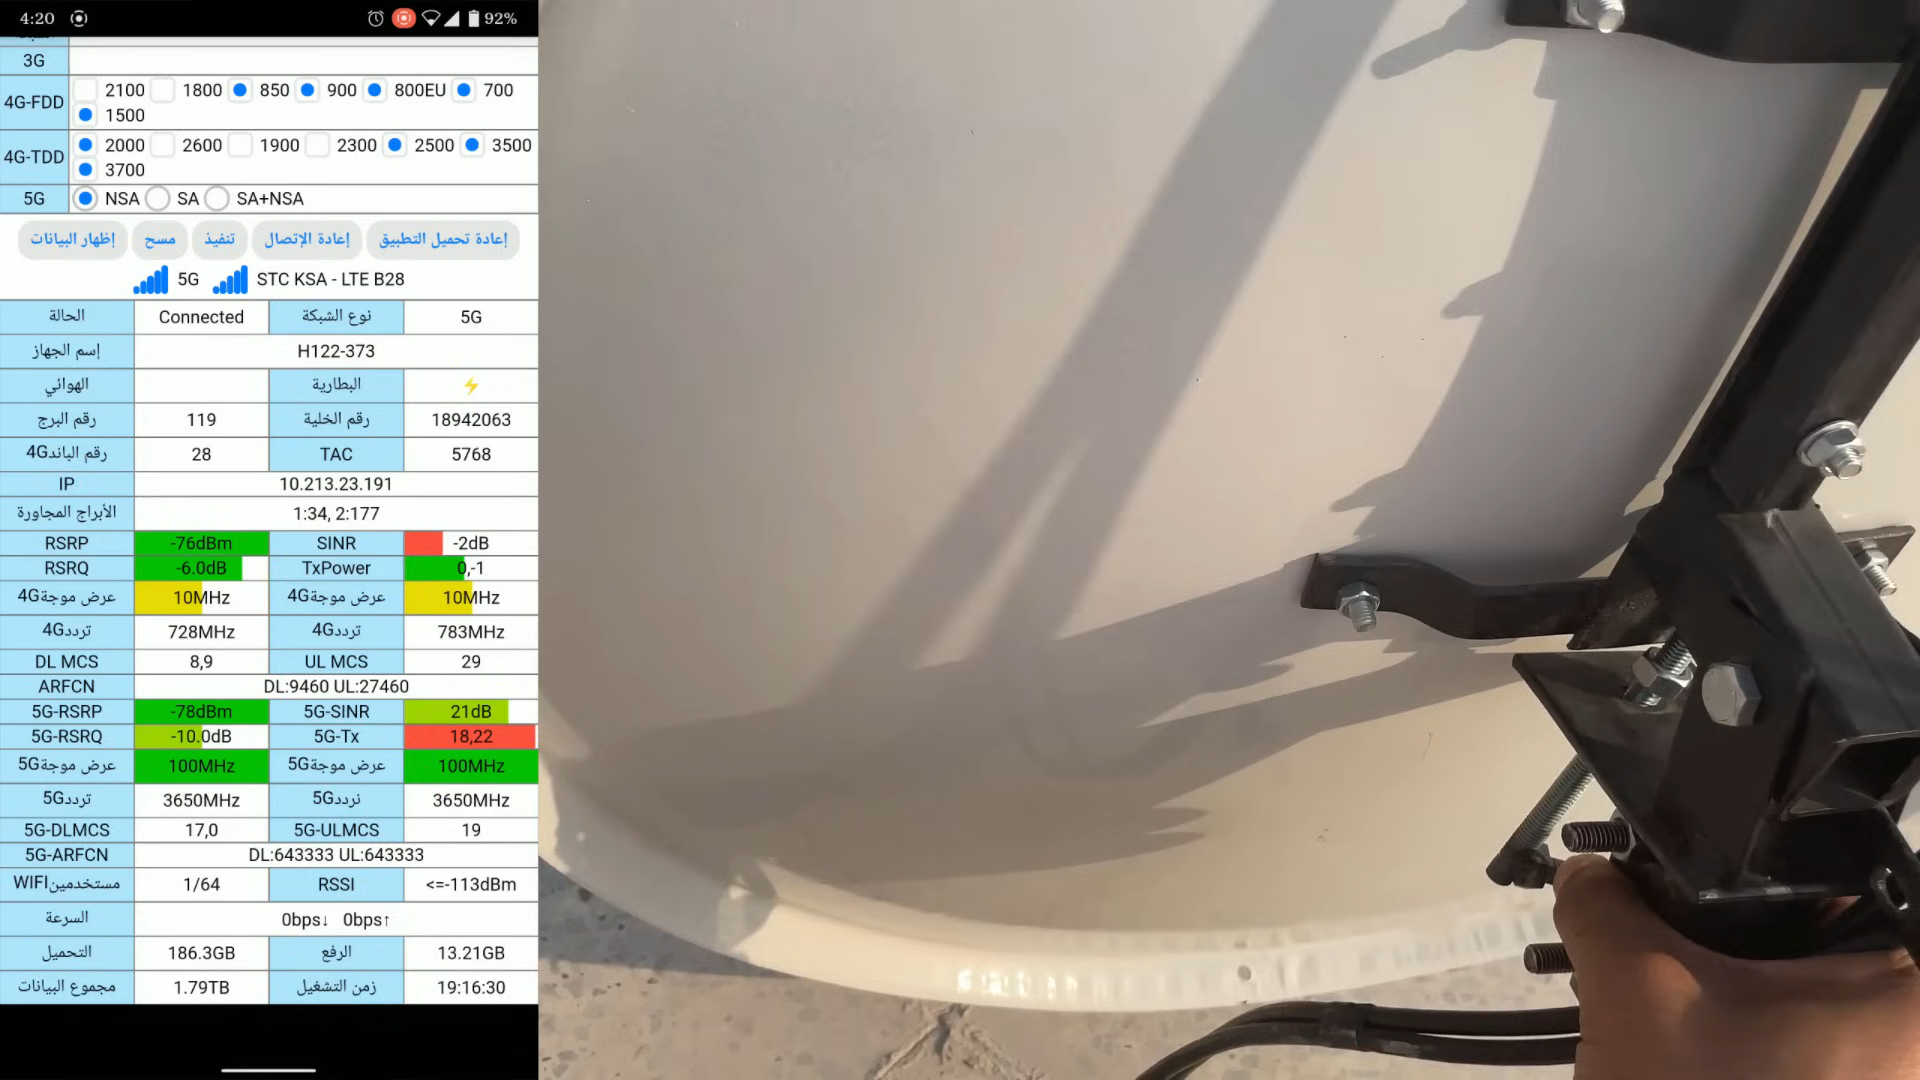 4:20 92%
3G
4G-FDD 2100 1800 850 900 800EU 700
1500
4G-TDD 2000 2600 1900 2300 2500 3500
3700
5G NSA SA SA+NSA
إعادة تحميل التطبيق إعادة الإتصال تنفيذ مسح إظهار البيانات
5G STC KSA - LTE B28
الحالة Connected نوع الشبكة 5G
إسم الجهاز H122-373
الهوائي البطارية
رقم البرج 119 رقم الخلية 18942063
رقم الباند4G 28 TAC 5768
IP 10.213.23.191
الأبراج المجاورة 1:34, 2:177
RSRP -76dBm SINR -2dB
RSRQ -6.0dB TxPower 0,-1
عرض موجة4G 10MHz عرض موجة4G 10MHz
تردد4G 728MHz تردد4G 783MHz
DL MCS 8,9 UL MCS 29
ARFCN DL:9460 UL:27460
5G-RSRP -78dBm 5G-SINR 21dB
5G-RSRQ -10.0dB 5G-Tx 18,22
عرض موجة5G 100MHz عرض موجة5G 100MHz
تردد5G 3650MHz تردد5G 3650MHz
5G-DLMCS 17,0 5G-ULMCS 19
5G-ARFCN DL:643333 UL:643333
مستخدمينWIFI 1/64 RSSI <=-113dBm
السرعة 0bps↓ 0bps↑
التحميل 186.3GB الرفع 13.21GB
مجموع البيانات 1.79TB زمن التشغيل 19:16:30